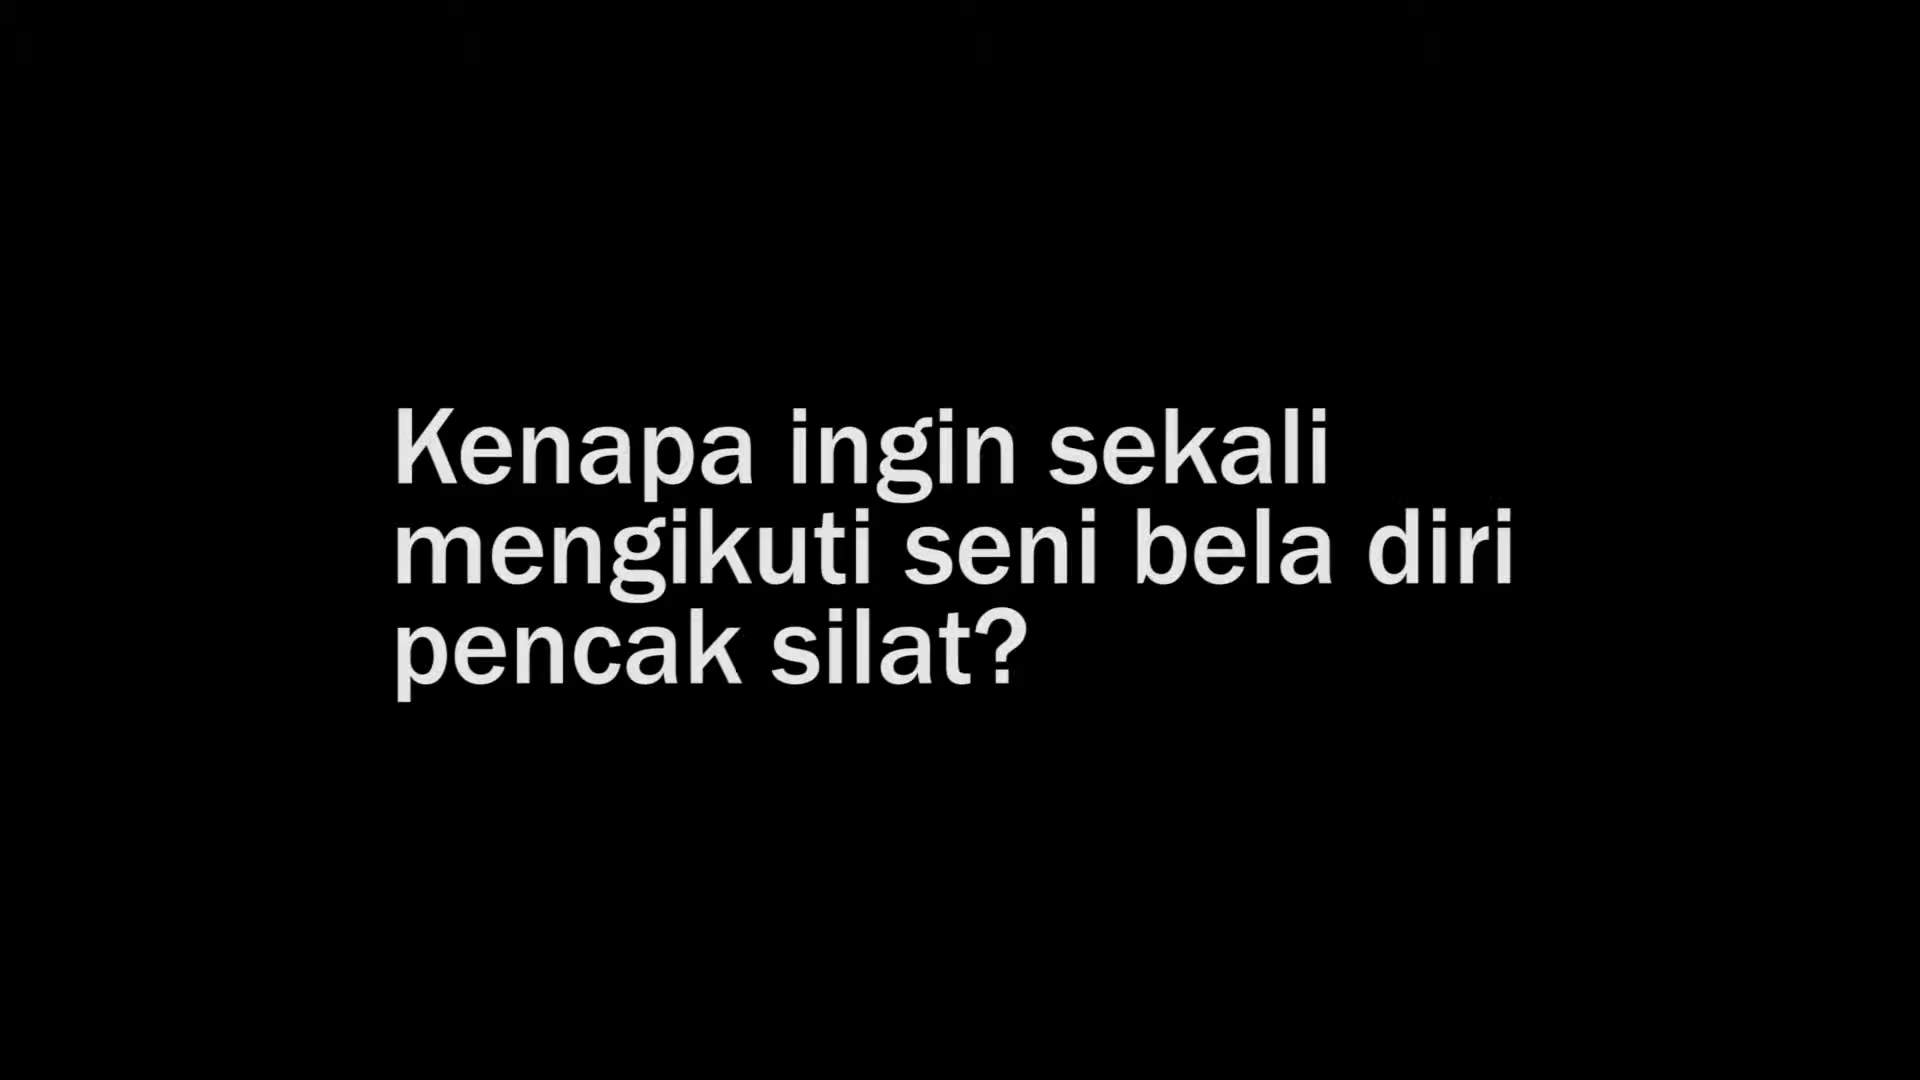 Kenapa ingin sekali
mengikuti seni bela diri
pencak silat?